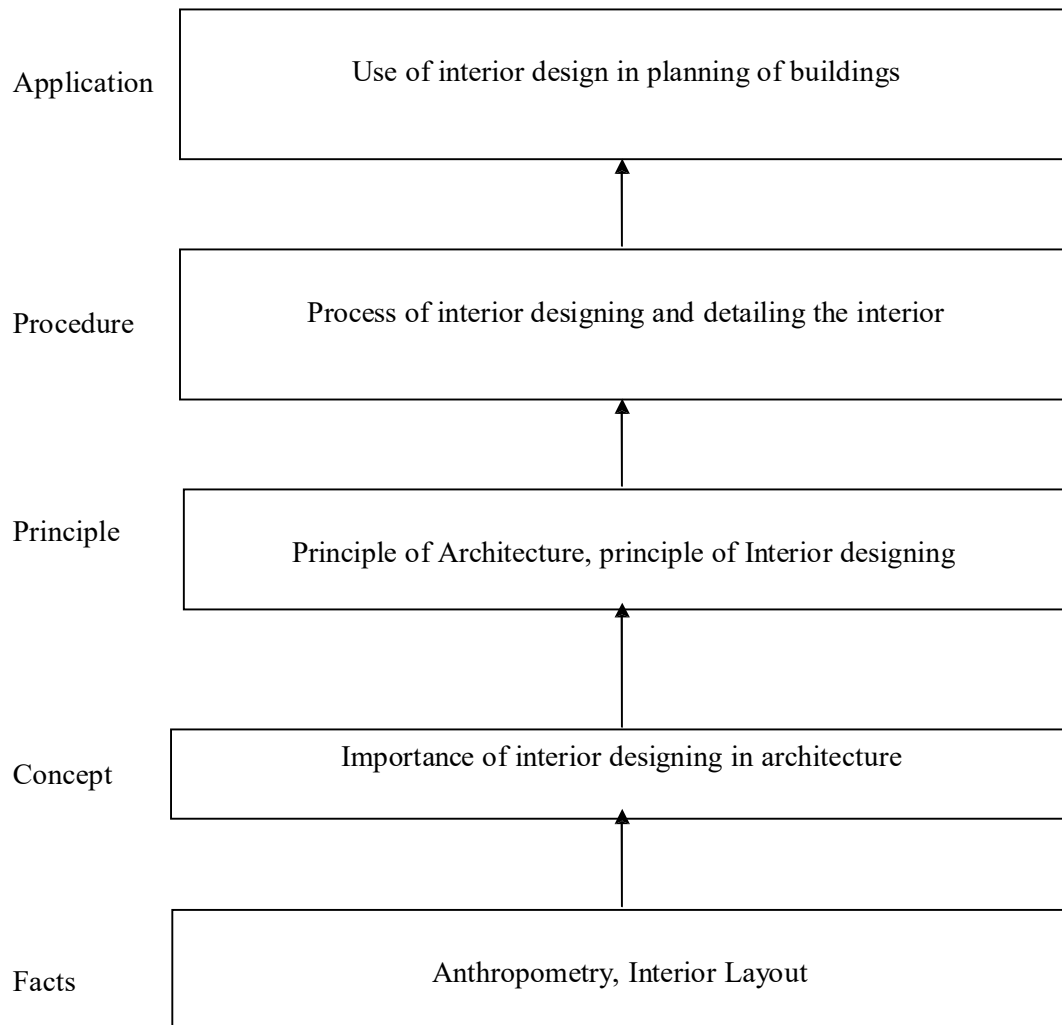 Application
Use of interior design in planning of buildings
Procedure
Process of interior designing and detailing the interior
Principle
Principle of Architecture, principle of Interior designing
Concept
Importance of interior designing in architecture
Facts
Anthropometry, Interior Layout